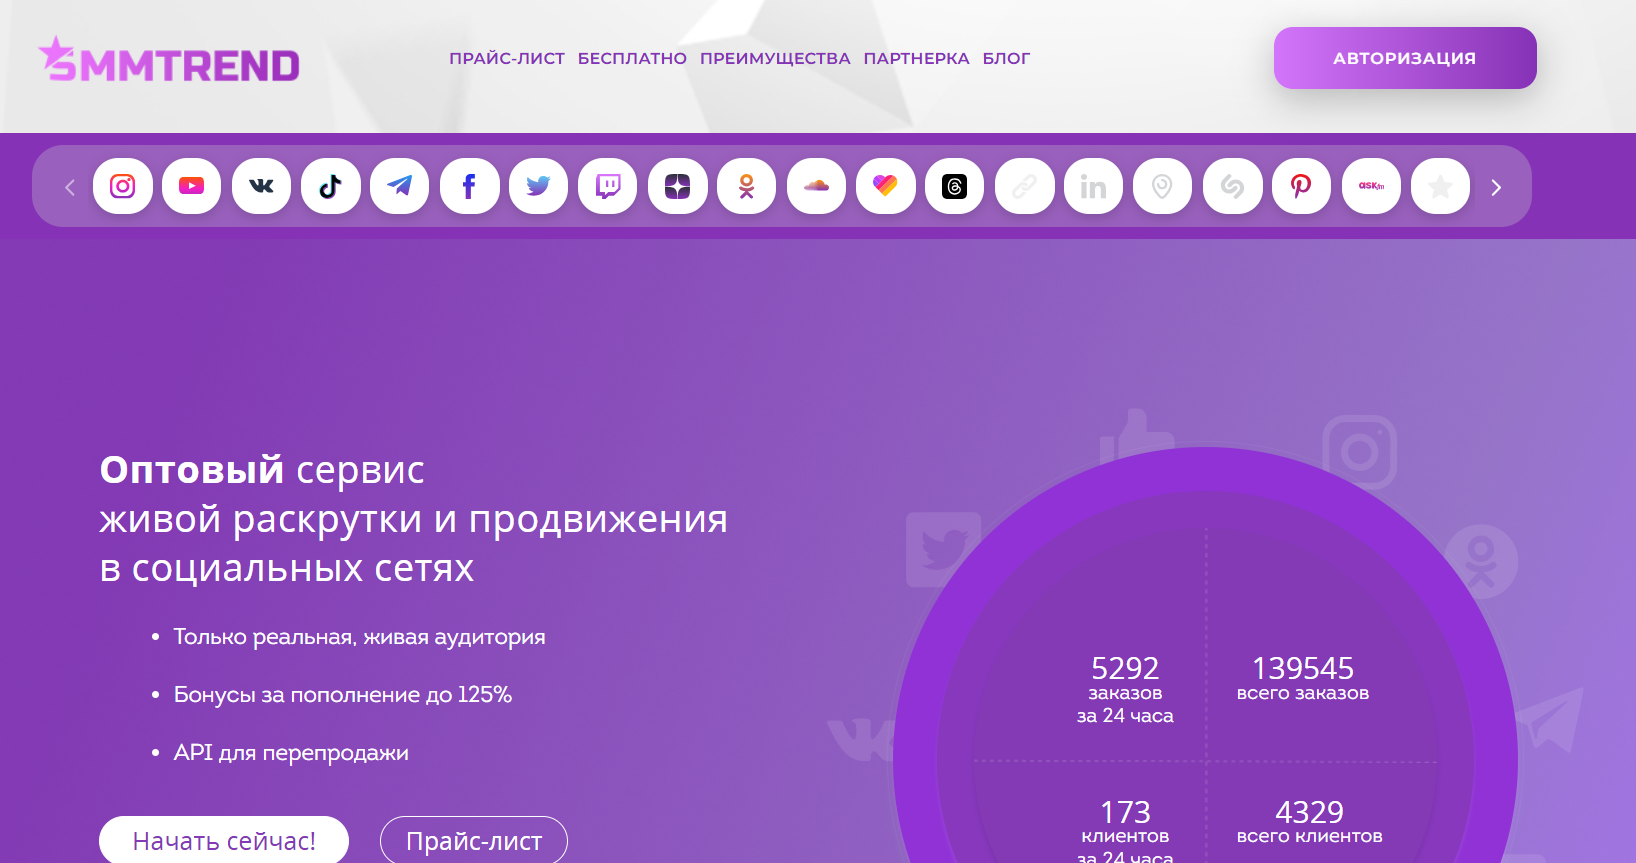 SMMTREND
ПРАЙС-ЛИСТ БЕСПЛАТНО ПРЕИМУЩЕСТВА ПАРТНЕРКА БЛОГ
АВТОРИЗАЦИЯ
ASKfm
Оптовый сервис
живой раскрутки и продвижения
в социальных сетях
• Только реальная, живая аудитория
• Бонусы за пополнение до 125%
• API для перепродажи
Начать сейчас!
Прайс-лист
5292
заказов
за 24 часа
139545
всего заказов
173
клиентов
за 24 часа
4329
всего клиентов